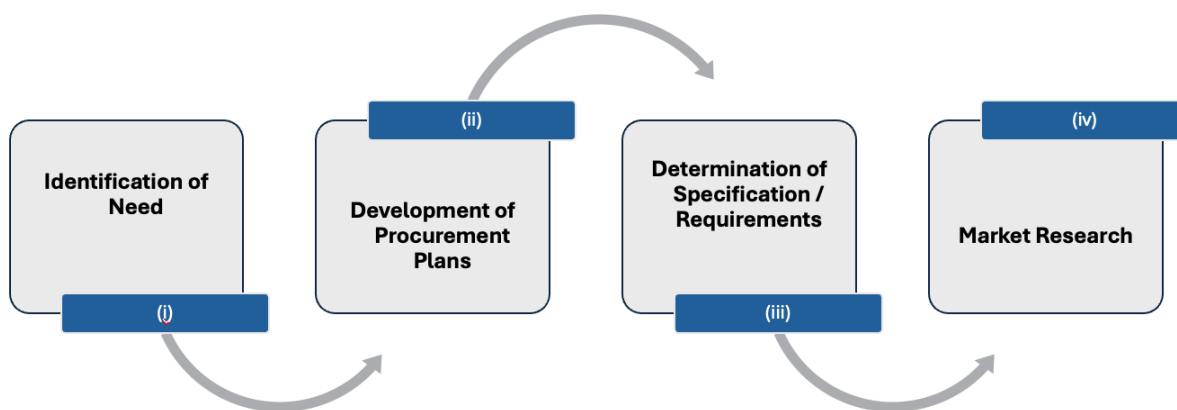 Identification of
Need
(i)
(ii)
Development of
Procurement
Plans
Determination of
Specification /
Requirements
(iii)
(iv)
Market Research